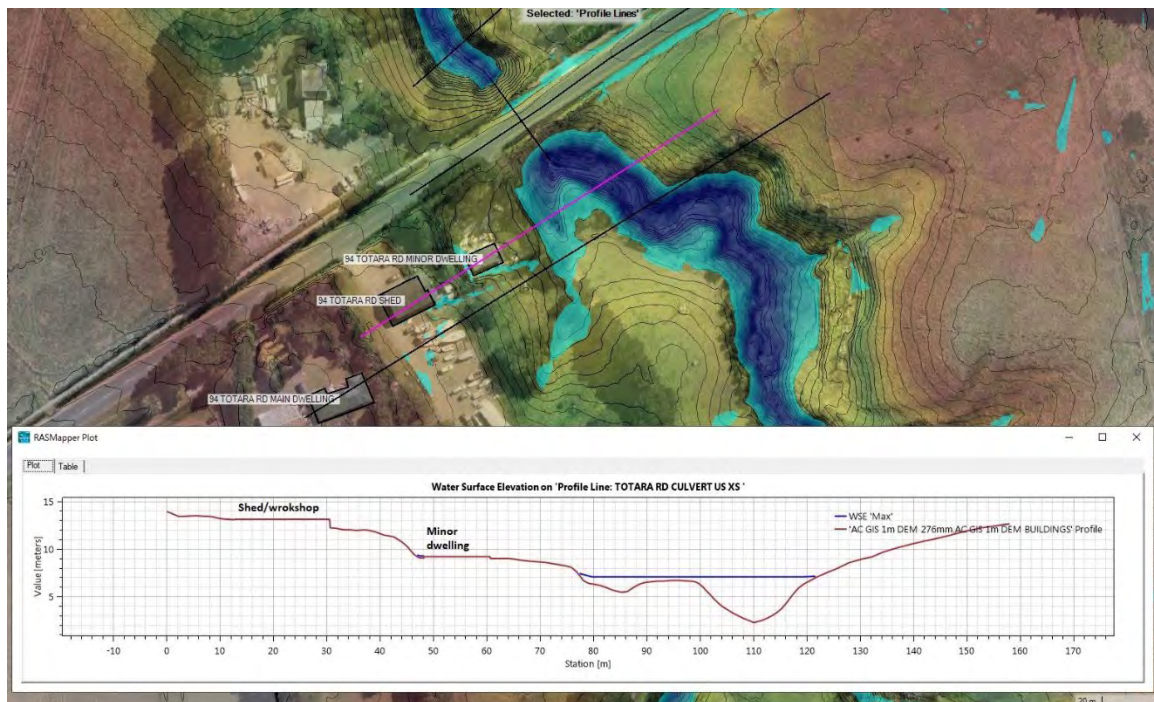 Selected: 'Profile Lines'
94 TOTARA RD MINOR DWELLING
94 TOTARA RD SHED
94 TOTARA RD MAIN DWELLING
RASMapper Plot
Plot Table
Water Surface Elevation on 'Profile Line: TOTARA RD CULVERT US XS '
15
10
5
Value [meters]
Shed/wrokshop
Minor
dwelling
WSE 'Max'
'AC GIS 1m DEM 276mm.AC GIS 1m DEM BUILDINGS' Profile
-10 0 10 20 30 40 50 60 70 80 90 100 110 120 130 140 150 160 170
Station [m]
20 m